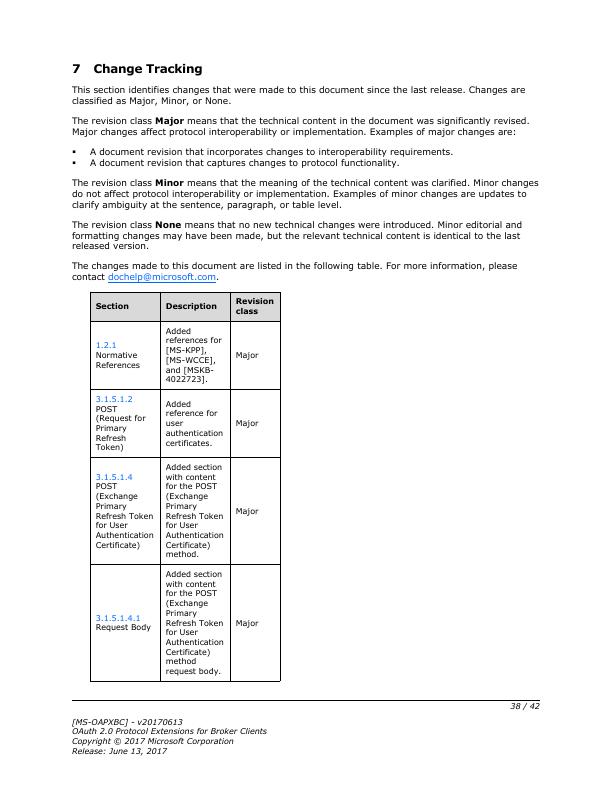 7 Change Tracking
This section identifies changes that were made to this document since the last release. Changes are
classified as Major, Minor, or None.
The revision class Major means that the technical content in the document was significantly revised.
Major changes affect protocol interoperability or implementation. Examples of major changes are:
▪ A document revision that incorporates changes to interoperability requirements.
▪ A document revision that captures changes to protocol functionality.
The revision class Minor means that the meaning of the technical content was clarified. Minor changes
do not affect protocol interoperability or implementation. Examples of minor changes are updates to
clarify ambiguity at the sentence, paragraph, or table level.
The revision class None means that no new technical changes were introduced. Minor editorial and
formatting changes may have been made, but the relevant technical content is identical to the last
released version.
The changes made to this document are listed in the following table. For more information, please
contact dochelp@microsoft.com.
Section
Description
Revision
class
1.2.1
Normative
References
Added
references for
[MS-KPP],
[MS-WCCE],
and [MSKB-
4022723].
Major
3.1.5.1.2
POST
(Request for
Primary
Refresh
Token)
Added
reference for
user
authentication
certificates.
Major
3.1.5.1.4
POST
(Exchange
Primary
Refresh Token
for User
Authentication
Certificate)
Added section
with content
for the POST
(Exchange
Primary
Refresh Token
for User
Authentication
Certificate)
method.
Major
3.1.5.1.4.1
Request Body
Added section
with content
for the POST
(Exchange
Primary
Refresh Token
for User
Authentication
Certificate)
method
request body.
Major
38 / 42
[MS-OAPXBC] - v20170613
OAuth 2.0 Protocol Extensions for Broker Clients
Copyright © 2017 Microsoft Corporation
Release: June 13, 2017